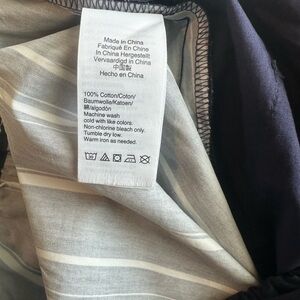 Made in China
Fabriqué En Chine
In China Hergestellt
Vervaardigd in China
中国製
Hecho en China
100% Cotton/Coton/
Baumwolle/Katoen/
綿/algodón
Machine wash
cold with like colors.
Non-chlorine bleach only.
Tumble dry low.
Warm iron as needed.